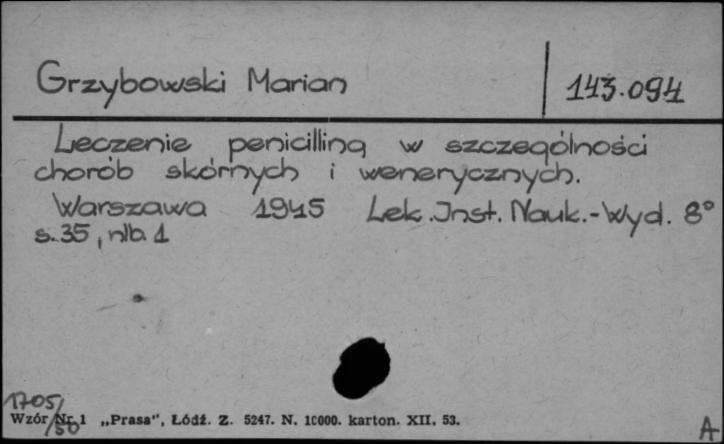 Grzybowski Marian
143.094
Leczenie penicilliną w szczególności
chorób skórnych i wenerycznych.
Warszawa 1945 Lek. Inst. Nauk.-Wyd. 8°
s. 35, nlb. 1
1705/50
Wzór Nr 1 „Prasa“, Łódź. Z. 5247. N. 10000. karton. XII. 53.
A